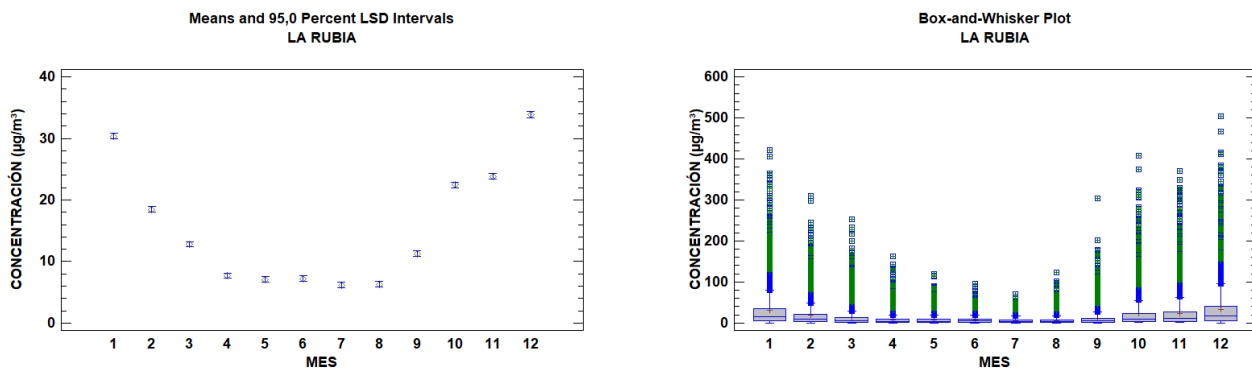 Means and 95,0 Percent LSD Intervals
LA RUBIA
CONCENTRACIÓN (µg/m³)
40
30
20
10
0
1 2 3 4 5 6 7 8 9 10 11 12
MES
Box-and-Whisker Plot
LA RUBIA
CONCENTRACIÓN (µg/m³)
600
500
400
300
200
100
0
1 2 3 4 5 6 7 8 9 10 11 12
MES